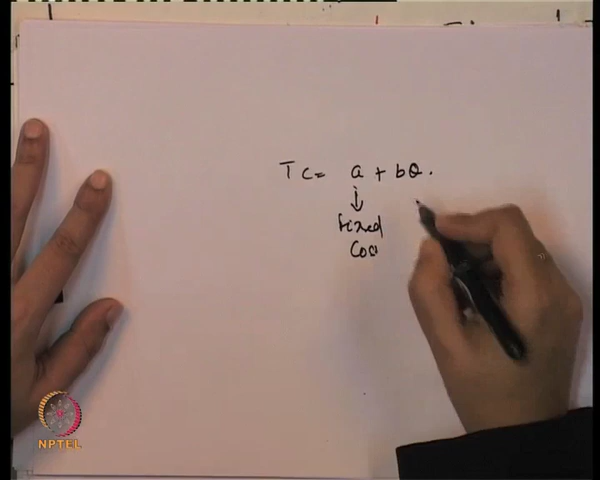 TC= a + bQ.
↓
fixed
Cost
NPTEL